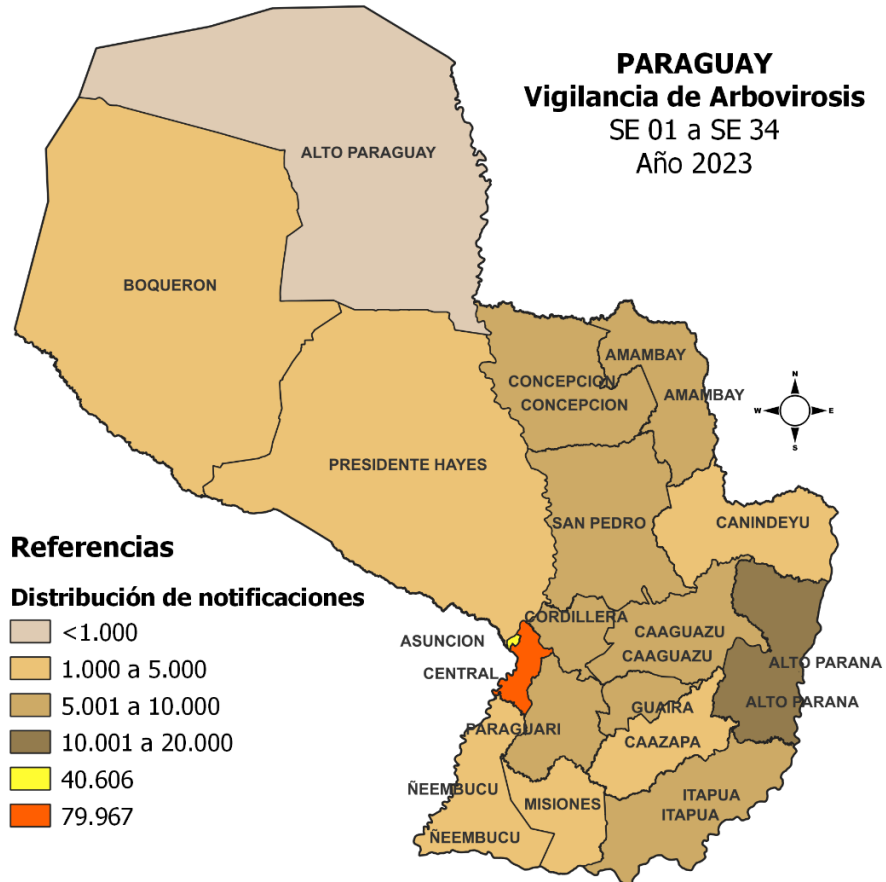 PARAGUAY
Vigilancia de Arbovirosis
SE 01 a SE 34
Año 2023
ALTO PARAGUAY
BOQUERON
AMAMBAY
CONCEPCION
AMAMBAY
CONCEPCION
N
W
E
S
PRESIDENTE HAYES
SAN PEDRO
CANINDEYU
CORDILLERA
CAAGUAZU
ASUNCION
CAAGUAZU
ALTO PARANA
CENTRAL
ALTO PARANA
GUAIRA
PARAGUARI
CAAZAPA
ÑEEMBUCU
MISIONES
ITAPUA
ITAPUA
ÑEEMBUCU
Referencias
Distribución de notificaciones
<1.000
1.000 a 5.000
5.001 a 10.000
10.001 a 20.000
40.606
79.967